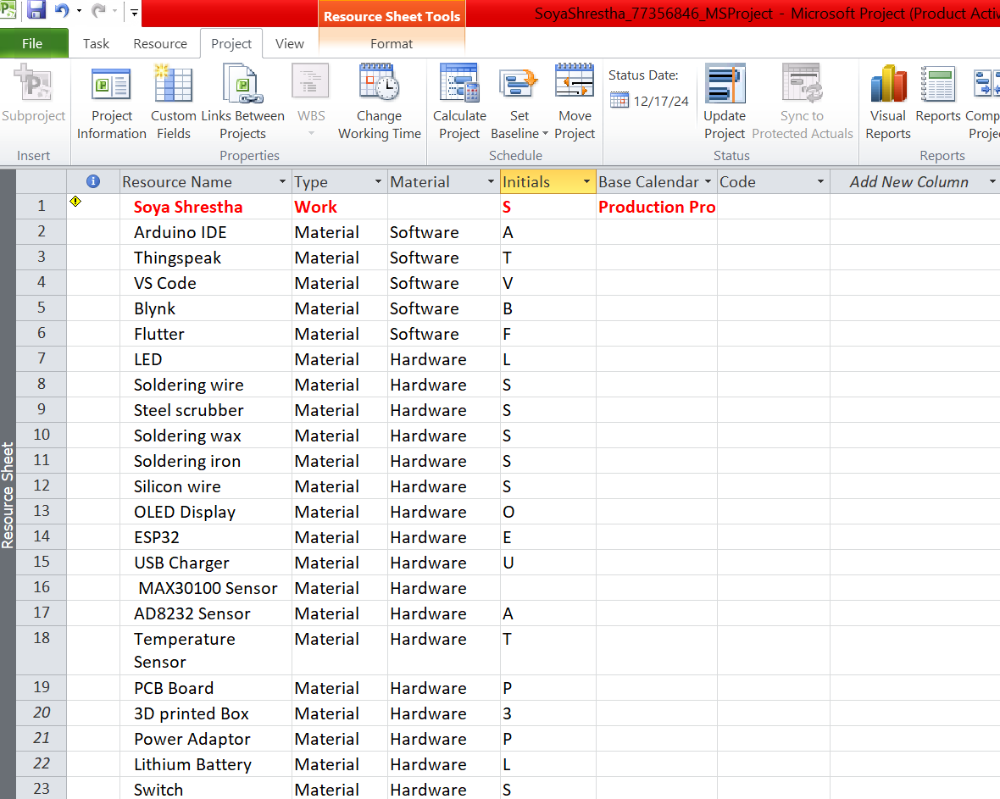 Resource Sheet Tools SoyaShrestha_77356846_MSProject - Microsoft Project (Product Activ
File Task Resource Project View Format
Subproject Project Information Custom Fields Links Between Projects WBS Change Working Time Calculate Project Set Baseline Move Project Status Date: 12/17/24 Update Project Sync to Protected Actuals Visual Reports Reports Comp Proje
Insert Properties Schedule Status Reports
Resource Name Type Material Initials Base Calendar Code Add New Column
1 Soya Shrestha Work S Production Pro
2 Arduino IDE Material Software A
3 Thingspeak Material Software T
4 VS Code Material Software V
5 Blynk Material Software B
6 Flutter Material Software F
7 LED Material Hardware L
8 Soldering wire Material Hardware S
9 Steel scrubber Material Hardware S
10 Soldering wax Material Hardware S
11 Soldering iron Material Hardware S
12 Silicon wire Material Hardware S
13 OLED Display Material Hardware O
14 ESP32 Material Hardware E
15 USB Charger Material Hardware U
16 MAX30100 Sensor Material Hardware
17 AD8232 Sensor Material Hardware A
18 Temperature Material Hardware T
Sensor
19 PCB Board Material Hardware P
20 3D printed Box Material Hardware 3
21 Power Adaptor Material Hardware P
22 Lithium Battery Material Hardware L
23 Switch Material Hardware S
Resource Sheet